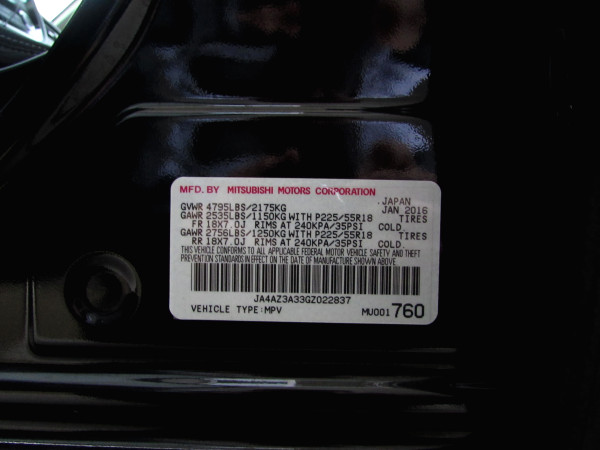 MFD. BY MITSUBISHI MOTORS CORPORATION
JAPAN
GVWR 4795LBS/2175KG JAN 2016
GAWR 2535LBS/1150KG WITH P225/55R18 TIRES
FR 18X7.0J RIMS AT 240KPA/35PSI COLD.
GAWR 2756LBS/1250KG WITH P225/55R18 TIRES
RR 18X7.0J RIMS AT 240KPA/35PSI COLD.
THIS VEHICLE CONFORMS TO ALL APPLICABLE FEDERAL MOTOR VEHICLE SAFETY AND THEFT
PREVENTION STANDARDS IN EFFECT ON THE DATE OF MANUFACTURE SHOWN ABOVE.
JA4AZ3A33GZ022837
VEHICLE TYPE:MPV MU001760